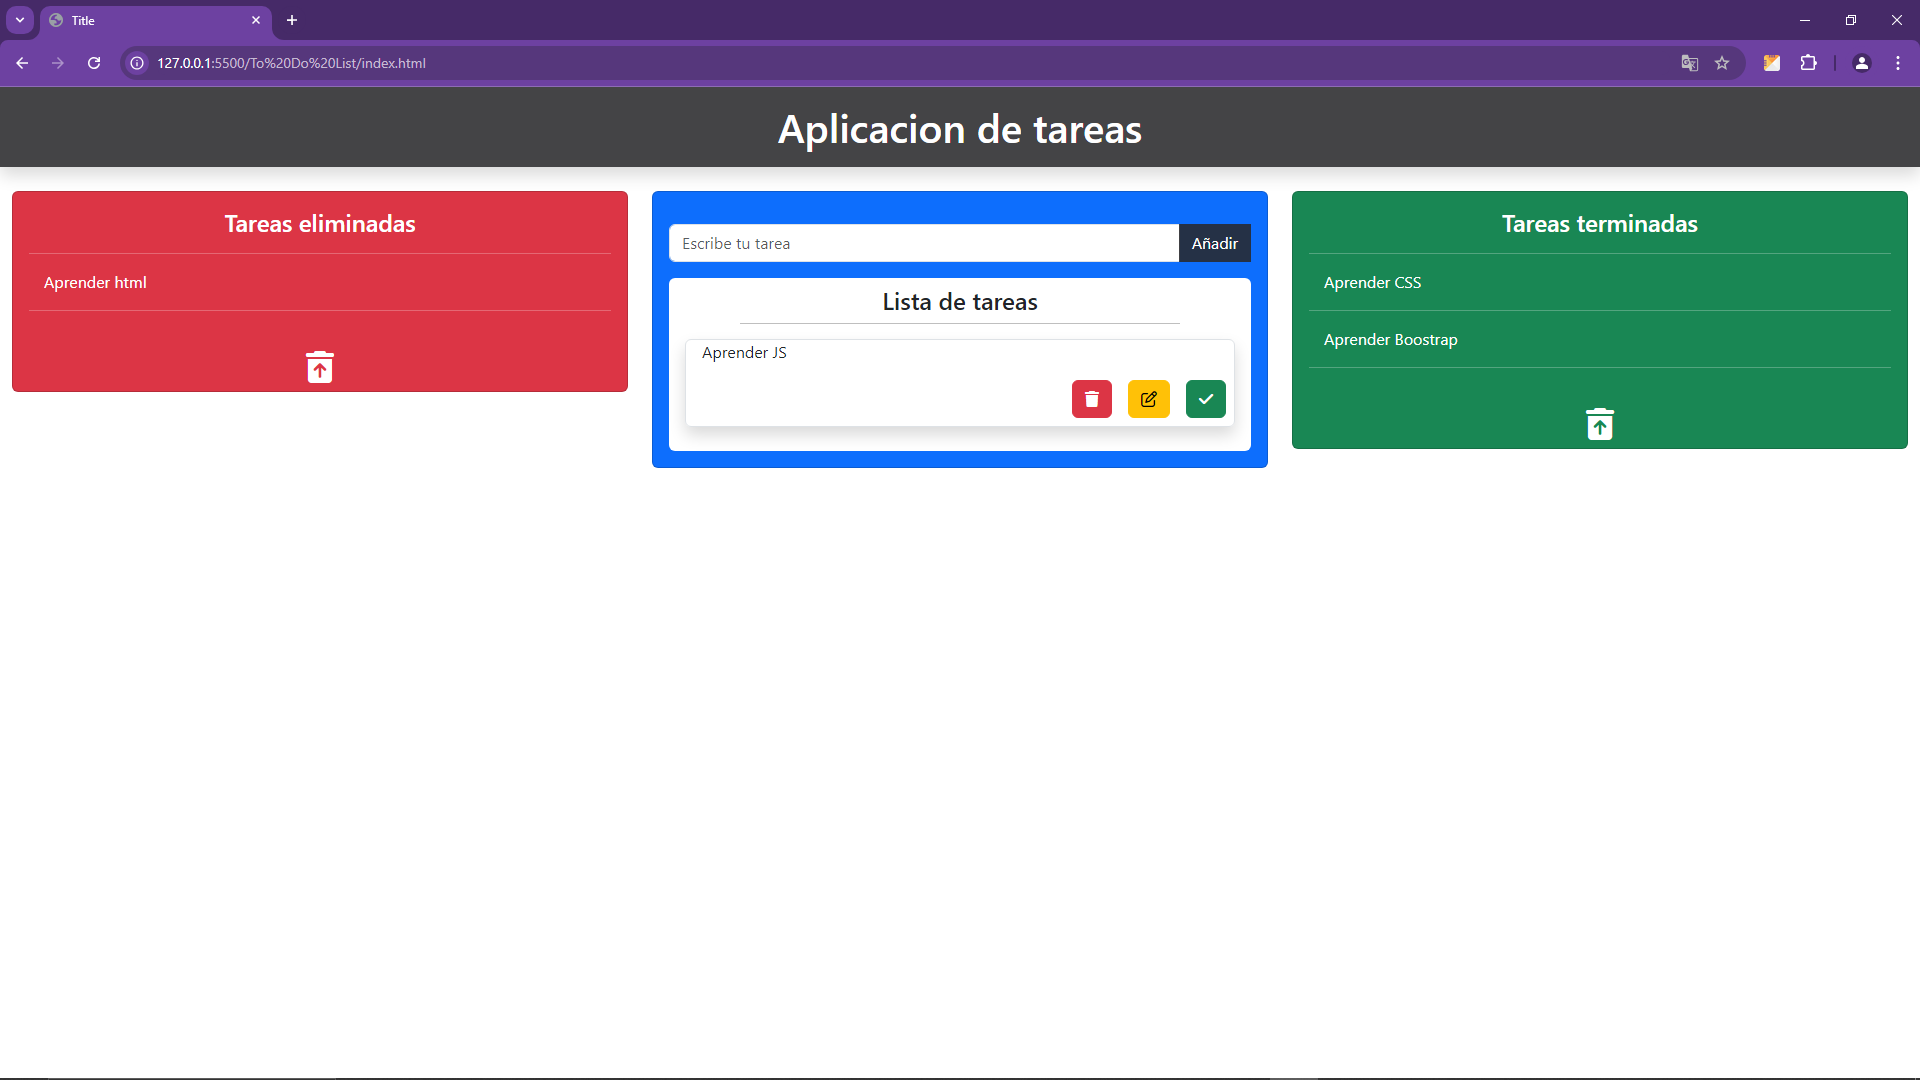 Title
127.0.0.1:5500/To%20Do%20List/index.html
Aplicacion de tareas
Tareas eliminadas
Aprender html
Escribe tu tarea
Añadir
Lista de tareas
Aprender JS
Tareas terminadas
Aprender CSS
Aprender Boostrap